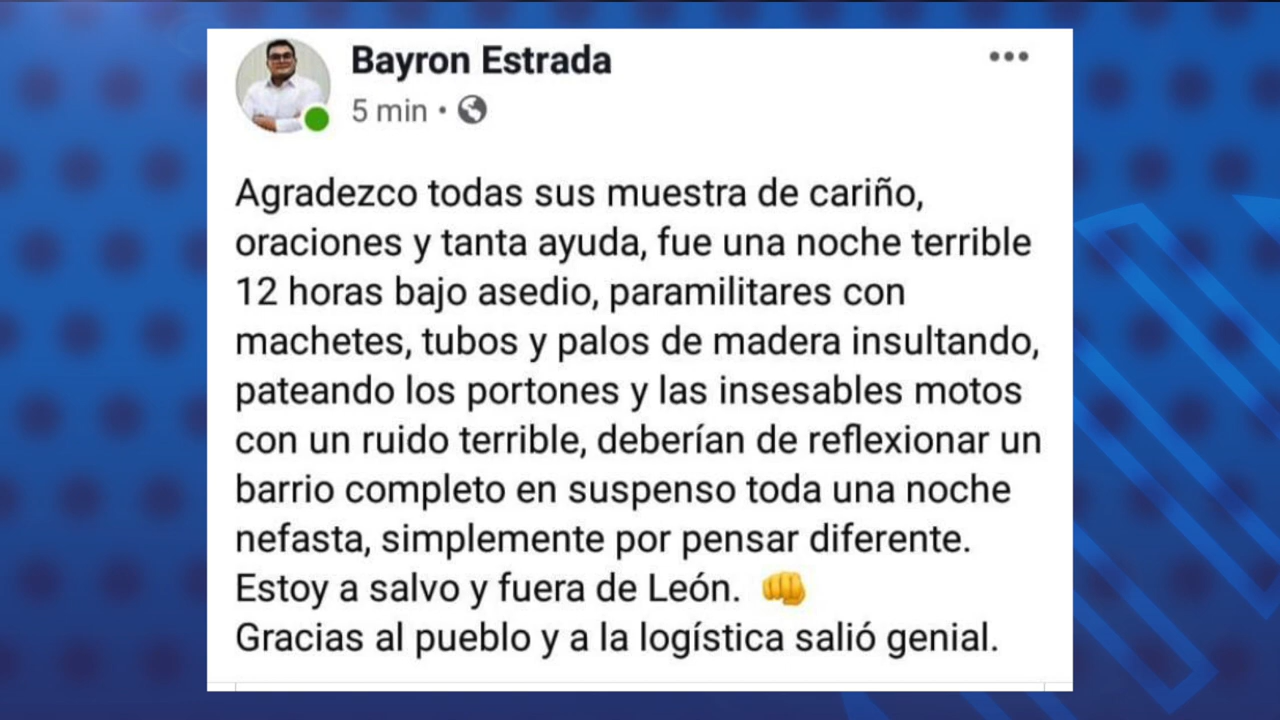 Bayron Estrada
5 min •
Agradezco todas sus muestra de cariño,
oraciones y tanta ayuda, fue una noche terrible
12 horas bajo asedio, paramilitares con
machetes, tubos y palos de madera insultando,
pateando los portones y las insesables motos
con un ruido terrible, deberían de reflexionar un
barrio completo en suspenso toda una noche
nefasta, simplemente por pensar diferente.
Estoy a salvo y fuera de León. 👊
Gracias al pueblo y a la logística salió genial.